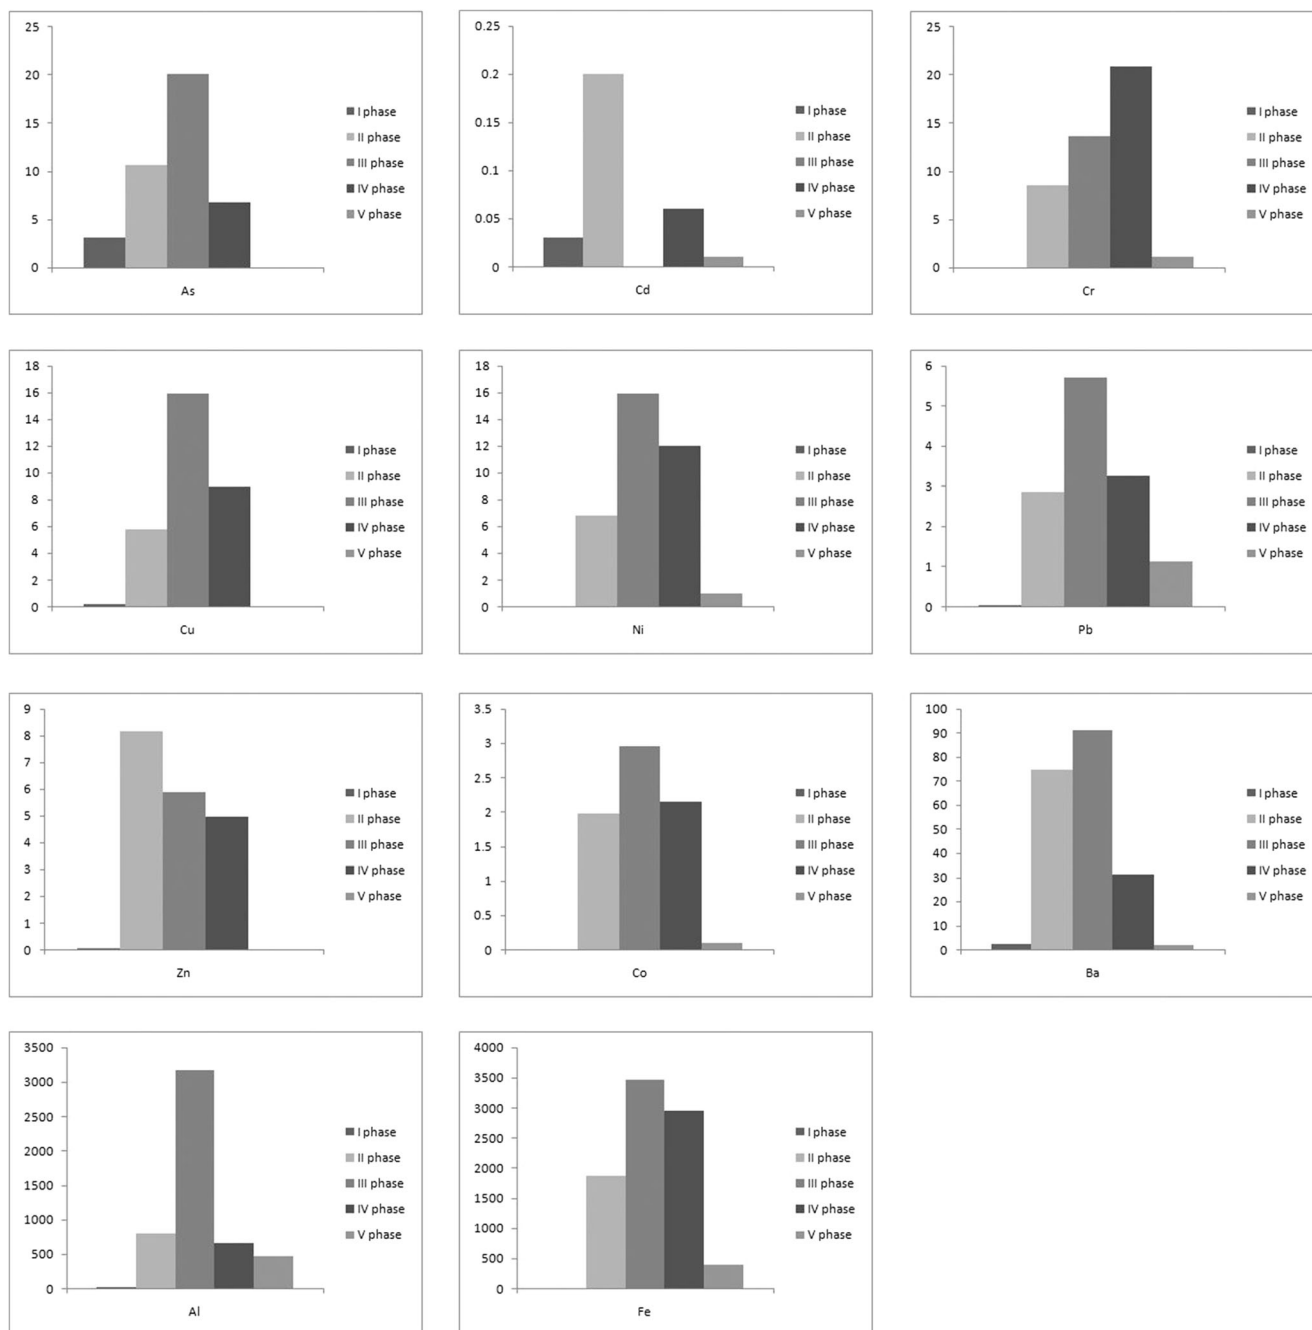 25
20
15
10
5
0
As
I phase
II phase
III phase
IV phase
V phase
0.25
0.2
0.15
0.1
0.05
0
Cd
I phase
II phase
III phase
IV phase
V phase
25
20
15
10
5
0
Cr
I phase
II phase
III phase
IV phase
V phase
18
16
14
12
10
8
6
4
2
0
Cu
I phase
II phase
III phase
IV phase
V phase
18
16
14
12
10
8
6
4
2
0
Ni
I phase
II phase
III phase
IV phase
V phase
6
5
4
3
2
1
0
Pb
I phase
II phase
III phase
IV phase
V phase
9
8
7
6
5
4
3
2
1
0
Zn
I phase
II phase
III phase
IV phase
V phase
3.5
3
2.5
2
1.5
1
0.5
0
Co
I phase
II phase
III phase
IV phase
V phase
100
90
80
70
60
50
40
30
20
10
0
Ba
I phase
II phase
III phase
IV phase
V phase
3500
3000
2500
2000
1500
1000
500
0
Al
I phase
II phase
III phase
IV phase
V phase
4000
3500
3000
2500
2000
1500
1000
500
0
Fe
I phase
II phase
III phase
IV phase
V phase